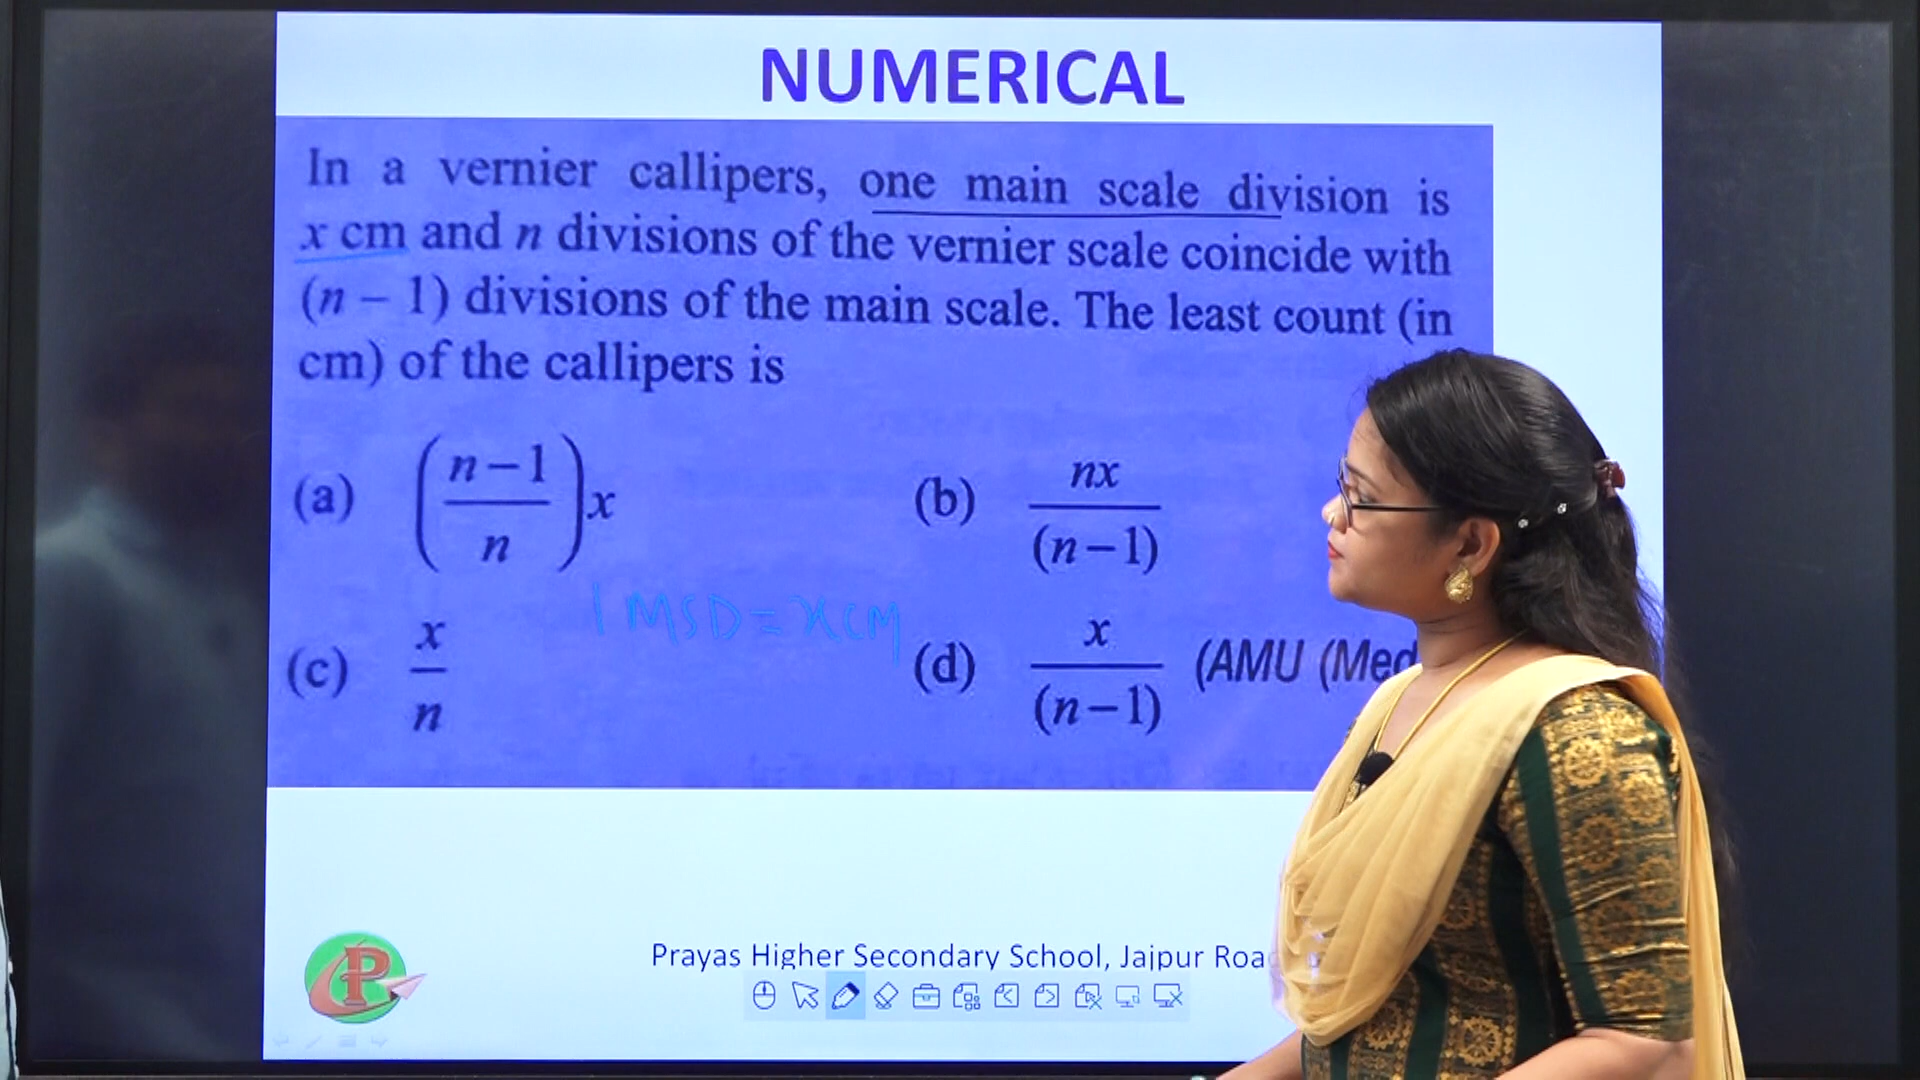 NUMERICAL
In a vernier callipers, one main scale division is
x cm and n divisions of the vernier scale coincide with
(n – 1) divisions of the main scale. The least count (in
cm) of the callipers is
(a) ((n–1)/n)x (b) nx/(n–1)
1 MSD = x CM
(c) x/n (d) x/(n–1) (AMU (Med
Prayas Higher Secondary School, Jaipur Roa
P